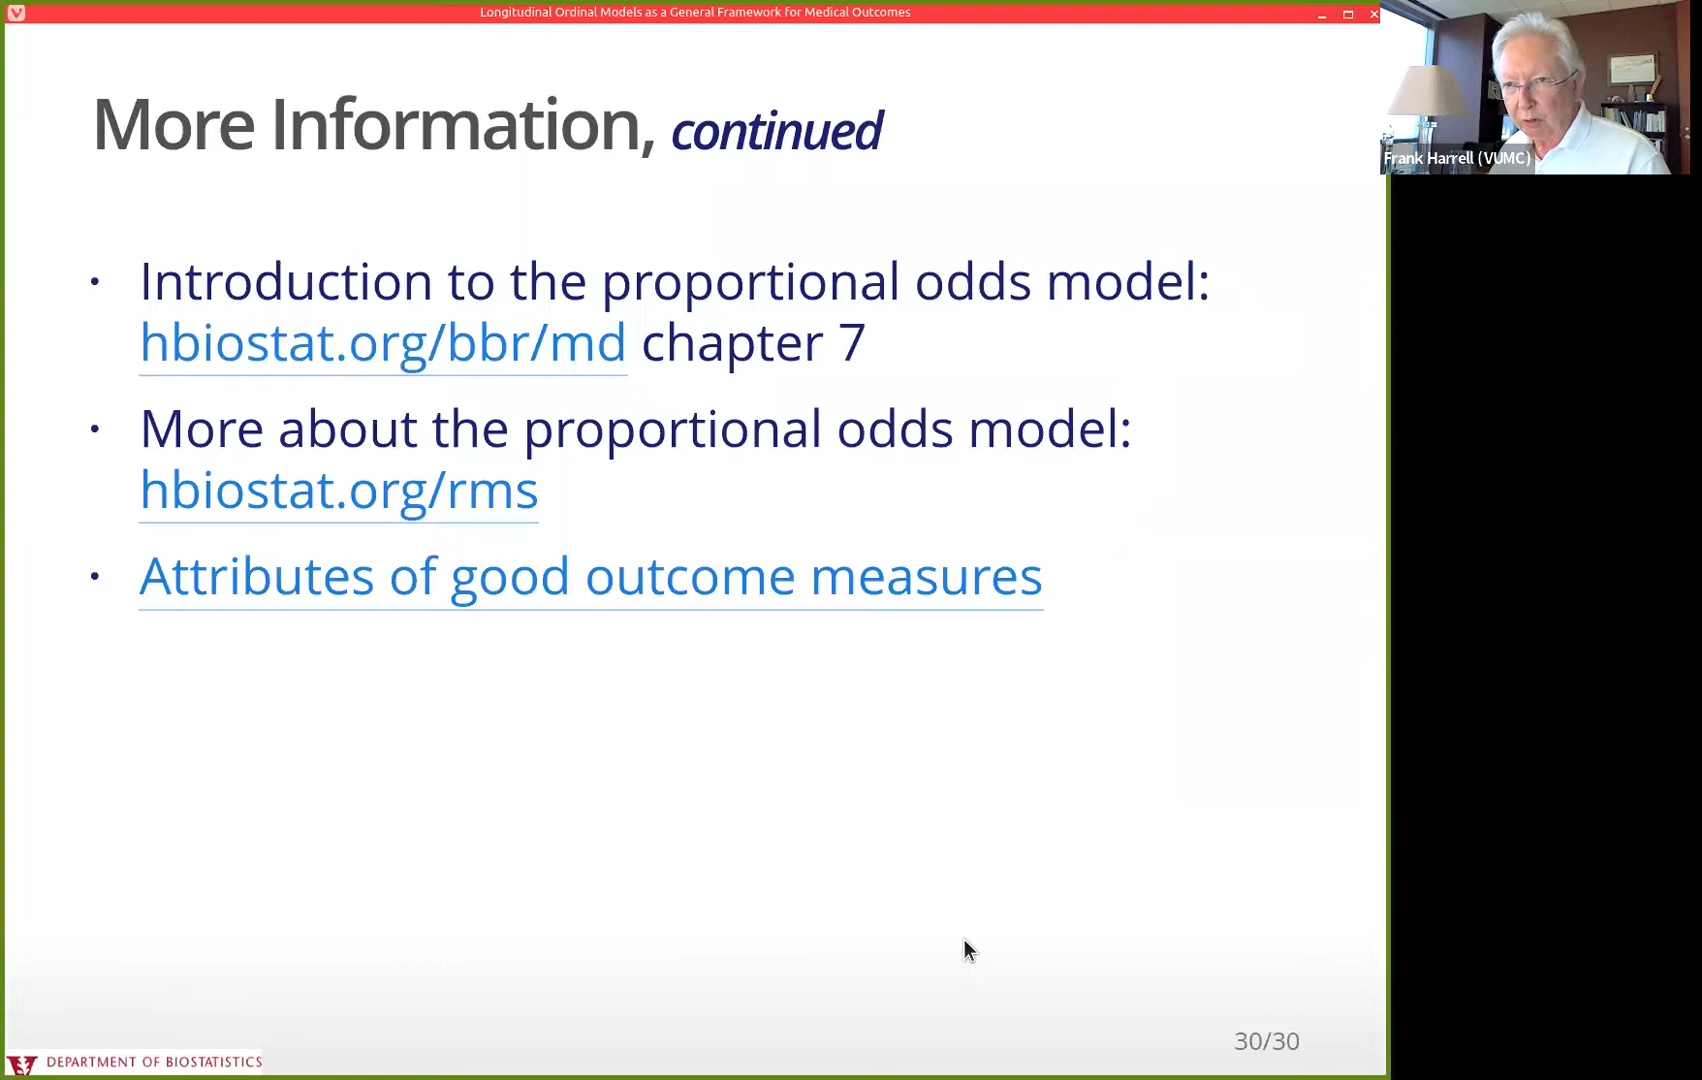 Longitudinal Ordinal Models as a General Framework for Medical Outcomes
More Information, continued
• Introduction to the proportional odds model:
hbiostat.org/bbr/md chapter 7
• More about the proportional odds model:
hbiostat.org/rms
• Attributes of good outcome measures
30/30
DEPARTMENT OF BIOSTATISTICS
Frank Harrell (VUMC)